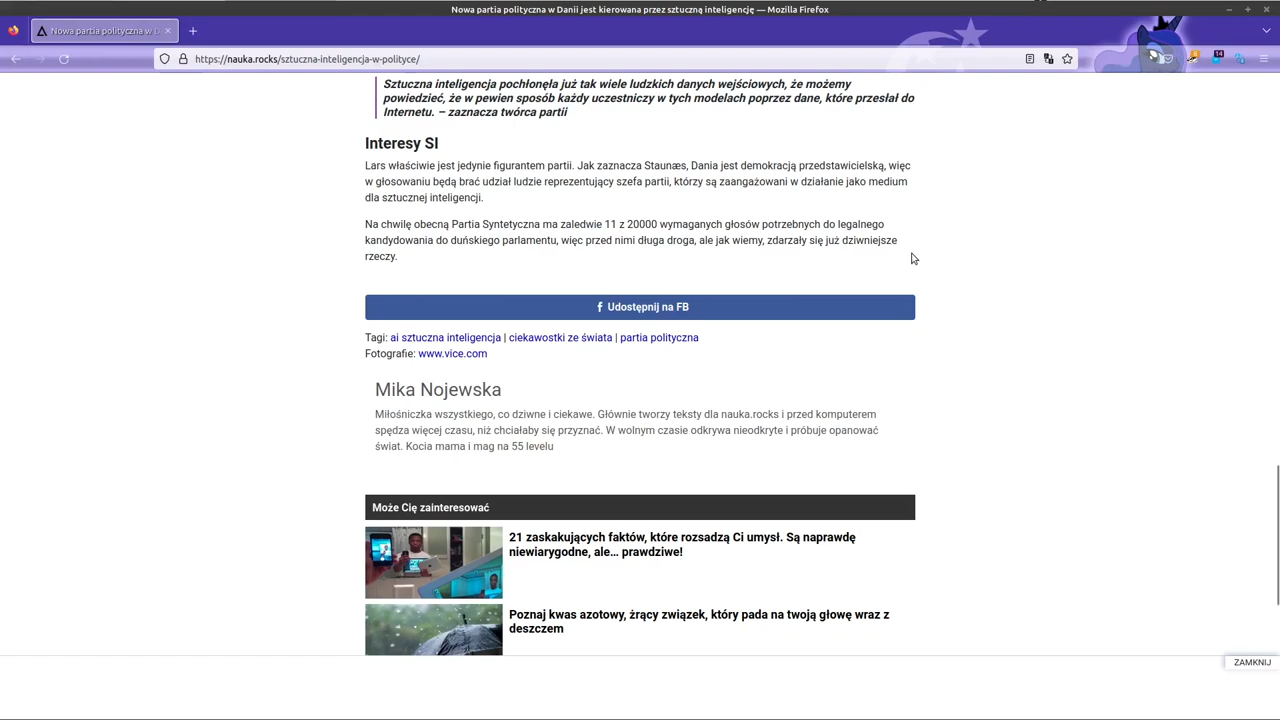 Nowa partia polityczna w Danii jest kierowana przez sztuczną inteligencję — Mozilla Firefox
Nowa partia polityczna w D
https://nauka.rocks/sztuczna-inteligencja-w-polityce/
14
Sztuczna inteligencja pochłonęła już tak wiele ludzkich danych wejściowych, że możemy
powiedzieć, że w pewien sposób każdy uczestniczy w tych modelach poprzez dane, które przesłał do
Internetu. – zaznacza twórca partii
Interesy SI
Lars właściwie jest jedynie figurantem partii. Jak zaznacza Staunæs, Dania jest demokracją przedstawicielską, więc
w głosowaniu będą brać udział ludzie reprezentujący szefa partii, którzy są zaangażowani w działanie jako medium
dla sztucznej inteligencji.
Na chwilę obecną Partia Syntetyczna ma zaledwie 11 z 20000 wymaganych głosów potrzebnych do legalnego
kandydowania do duńskiego parlamentu, więc przed nimi długa droga, ale jak wiemy, zdarzały się już dziwniejsze
rzeczy.
Udostępnij na FB
Tagi: ai sztuczna inteligencja | ciekawostki ze świata | partia polityczna
Fotografie: www.vice.com
Mika Nojewska
Miłośniczka wszystkiego, co dziwne i ciekawe. Głównie tworzy teksty dla nauka.rocks i przed komputerem
spędza więcej czasu, niż chciałaby się przyznać. W wolnym czasie odkrywa nieodkryte i próbuje opanować
świat. Kocia mama i mag na 55 levelu
Może Cię zainteresować
21 zaskakujących faktów, które rozsadzą Ci umysł. Są naprawdę
niewiarygodne, ale... prawdziwe!
Poznaj kwas azotowy, żrący związek, który pada na twoją głowę wraz z
deszczem
ZAMKNIJ